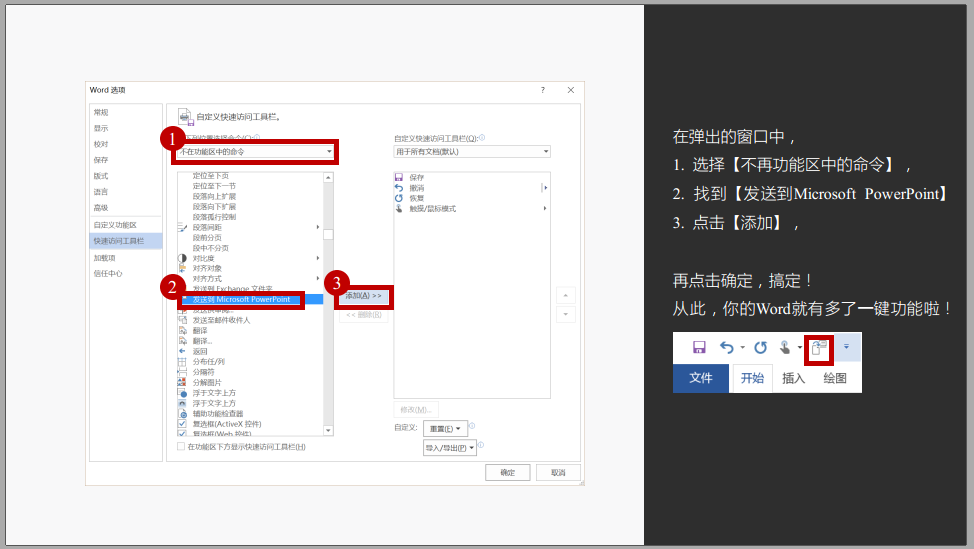 Word 选项
?
常规
显示
校对
保存
版式
语言
高级
自定义功能区
快速访问工具栏
加载项
信任中心
自定义快速访问工具栏。
1
不在功能区中的命令
定位至下页
定位至下一节
段落向上扩展
段落向下扩展
段落孤行控制
段落间距
段前分页
段中不分页
对比度
对齐对象
对齐方式
发送到 Exchange 文件夹
2
发送到 Microsoft PowerPoint
发送至邮件收件人
翻译
翻译...
返回
分布在/列
分隔符
分解图片
浮于文字上方
浮于文字上方
辅助功能检查器
复选框(ActiveX 控件)
复选框(Web 控件)
在功能区下方显示快速访问工具栏(H)
3
添加(A) >>
<< 删除(R)
自定义快速访问工具栏(Q):
用于所有文档(默认)
保存
撤消
恢复
触摸/鼠标模式
修改(M)...
自定义:
重置(E)
导入/导出(P)
确定
取消
在弹出的窗口中，
1. 选择【不再功能区中的命令】，
2. 找到【发送到Microsoft PowerPoint】
3. 点击【添加】，
再点击确定，搞定！
从此，你的Word就有多了一键功能啦！
文件
开始
插入
绘图